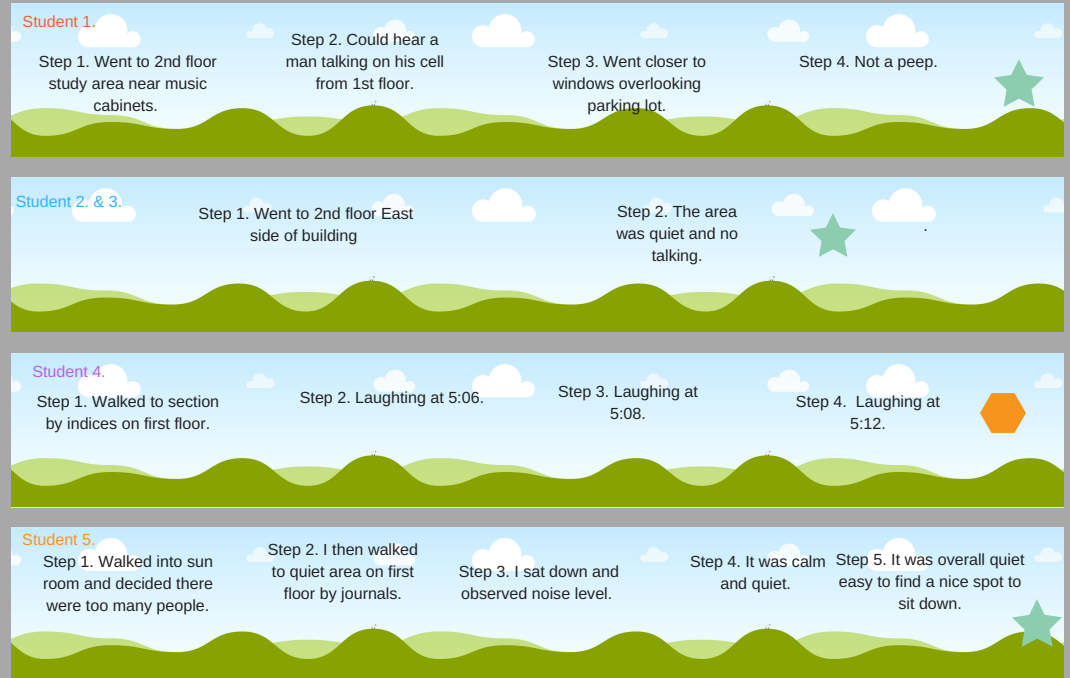 Student 1.
Step 1. Went to 2nd floor
study area near music
cabinets.
Step 2. Could hear a
man talking on his cell
from 1st floor.
Step 3. Went closer to
windows overlooking
parking lot.
Step 4. Not a peep.
Student 2. & 3.
Step 1. Went to 2nd floor East
side of building
Step 2. The area
was quiet and no
talking.
.
Student 4.
Step 1. Walked to section
by indices on first floor.
Step 2. Laughting at 5:06.
Step 3. Laughing at
5:08.
Step 4.  Laughing at
5:12.
Student 5.
Step 1. Walked into sun
room and decided there
were too many people.
Step 2. I then walked
to quiet area on first
floor by journals.
Step 3. I sat down and
observed noise level.
Step 4. It was calm
and quiet.
Step 5. It was overall quiet
easy to find a nice spot to
sit down.